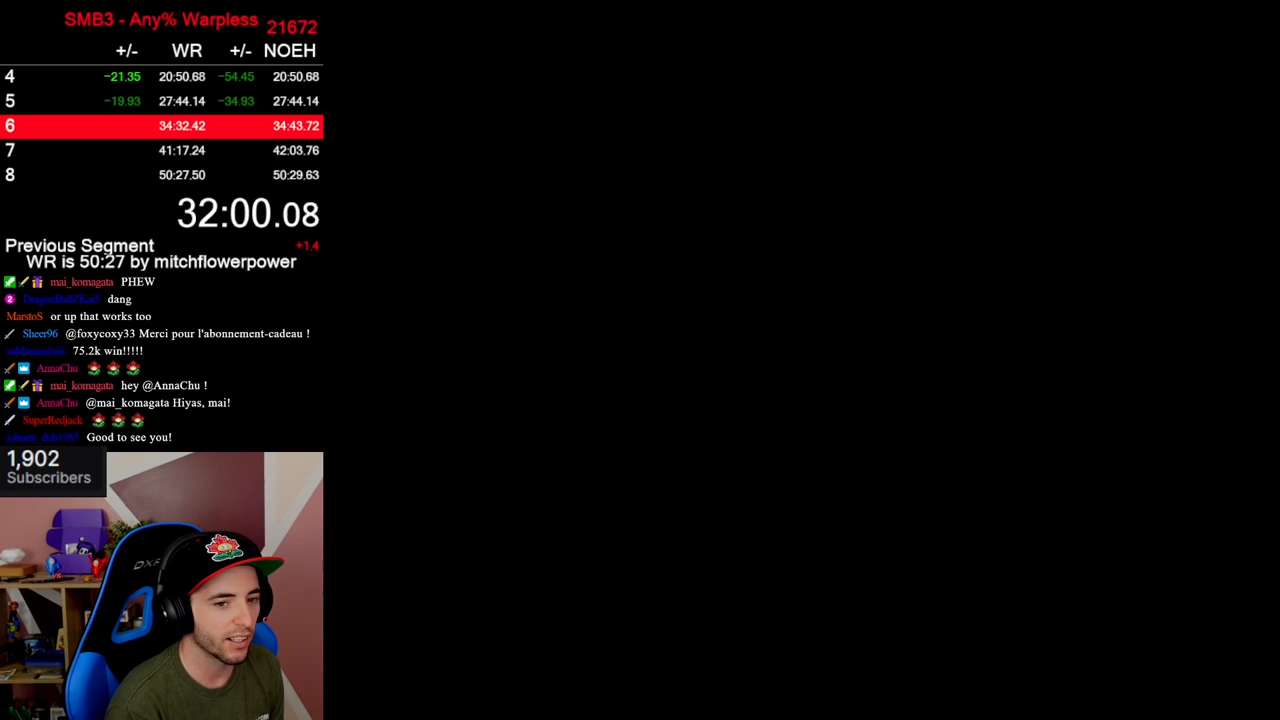 SMB3 - Any% Warpless 21672
+/- WR +/- NOEH
4 −21.35 20:50.68 −54.45 20:50.68
5 −19.93 27:44.14 −34.93 27:44.14
6 34:32.42 34:43.72
7 41:17.24 42:03.76
8 50:27.50 50:29.63
32:00.08
Previous Segment +1.4
WR is 50:27 by mitchflowerpower
mai_komagata PHEW
2 dang
MarstoS or up that works too
Sheer96 @foxycoxy33 Merci pour l'abonnement-cadeau !
75.2k win!!!!!
AnnaChu
mai_komagata hey @AnnaChu !
AnnaChu @mai_komagata Hiyas, mai!
SuperRedjack
Good to see you!
1,902
Subscribers